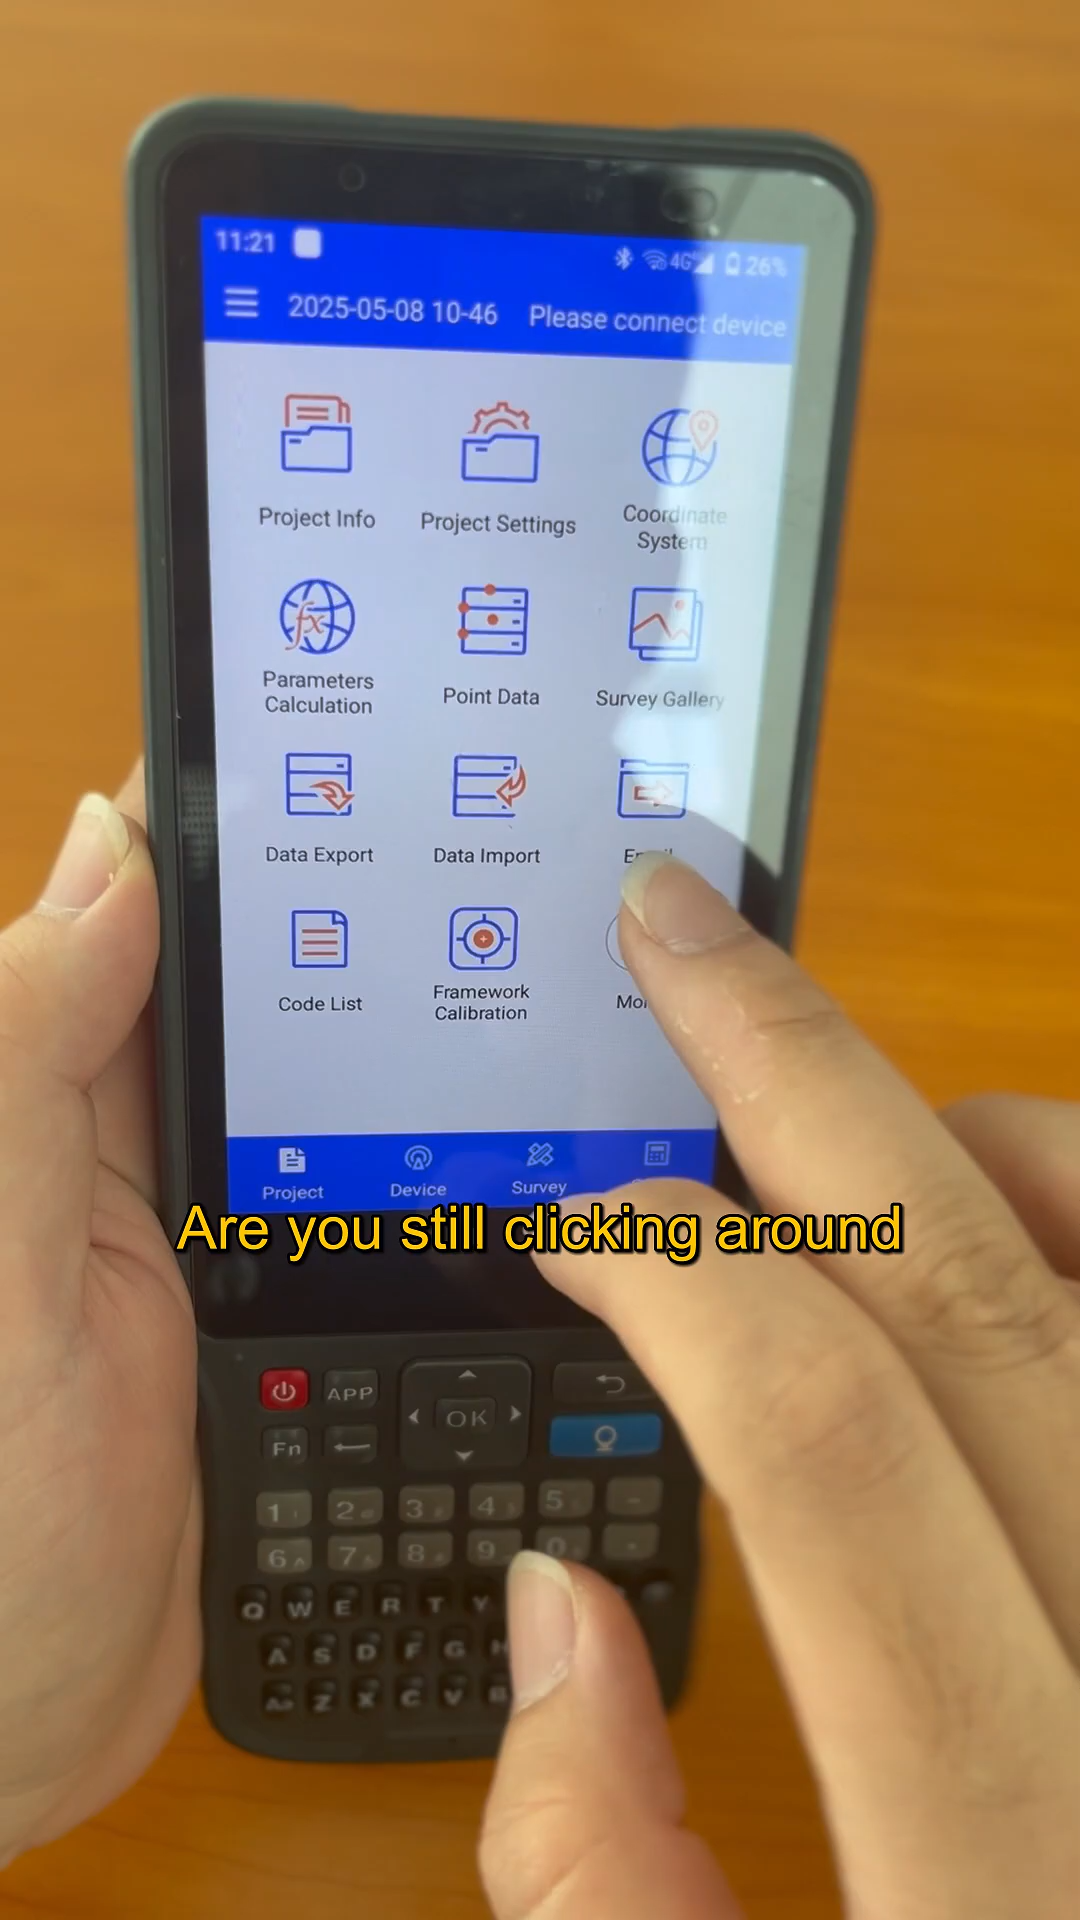 11:21 4G 26%
2025-05-08 10-46 Please connect device
Project Info Project Settings Coordinate System
Parameters Calculation Point Data Survey Gallery
fx
Data Export Data Import
Code List Framework Calibration
Project Device Survey
Are you still clicking around
APP
OK
Fn
1 2 3 4 5 -
6 7 8 9 0 .
Q W E R T Y
A S D F G H
Z X C V B